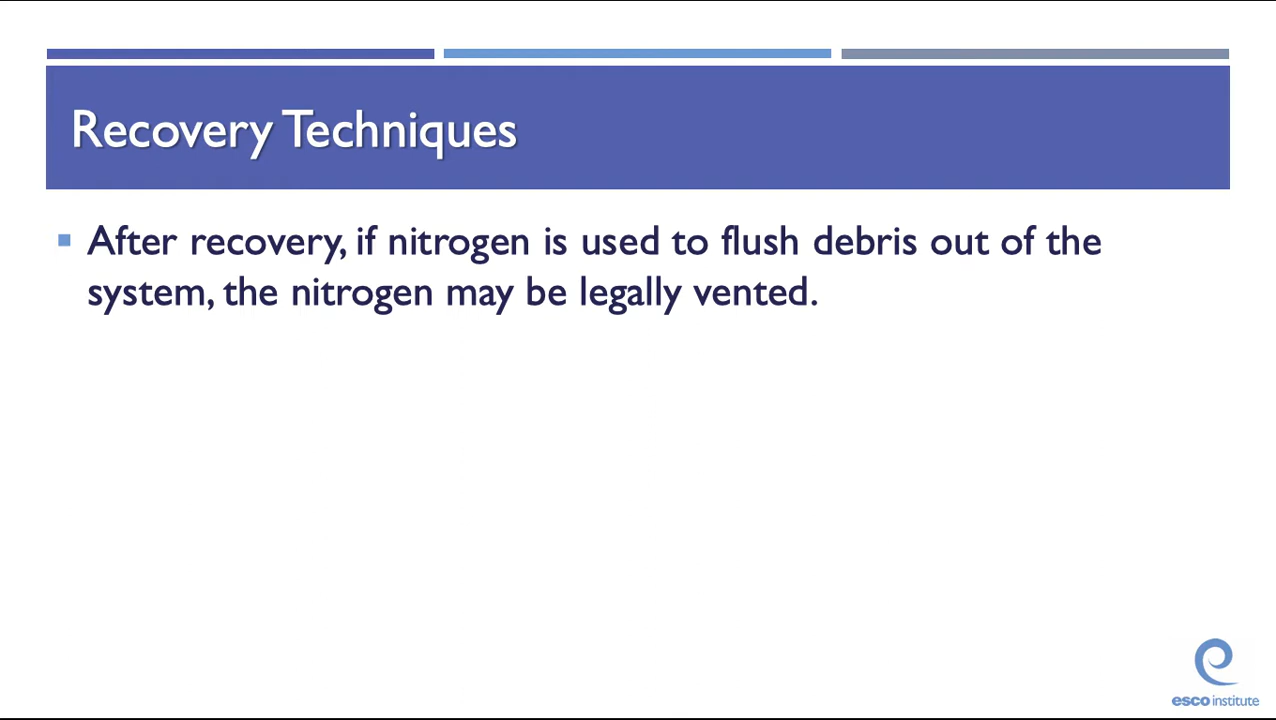 Recovery Techniques
After recovery, if nitrogen is used to flush debris out of the
system, the nitrogen may be legally vented.
esco institute